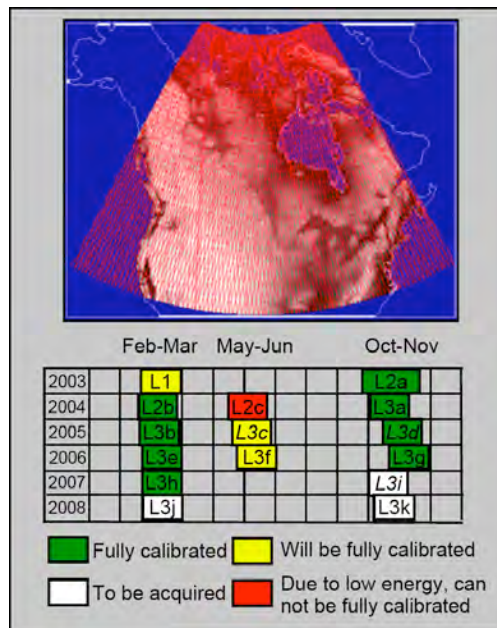 Feb-Mar May-Jun Oct-Nov
2003 L1 L2a
2004 L2b L2c L3a
2005 L3b L3c L3d
2006 L3e L3f L3g
2007 L3h L3i
2008 L3j L3k
Fully calibrated Will be fully calibrated
To be acquired Due to low energy, can
not be fully calibrated